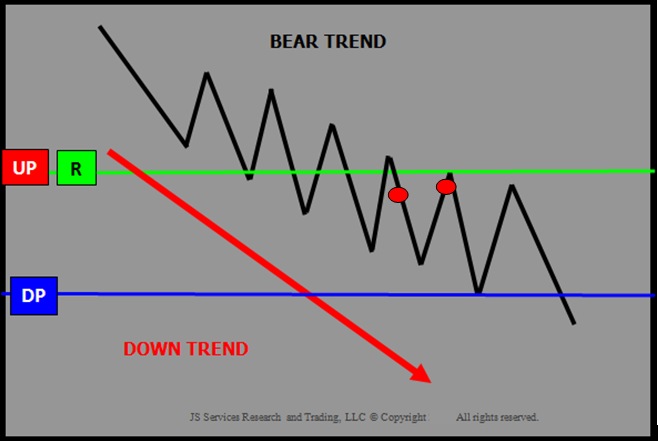 BEAR TREND
UP R
DP
DOWN TREND
JS Services Research and Trading, LLC © Copyright All rights reserved.